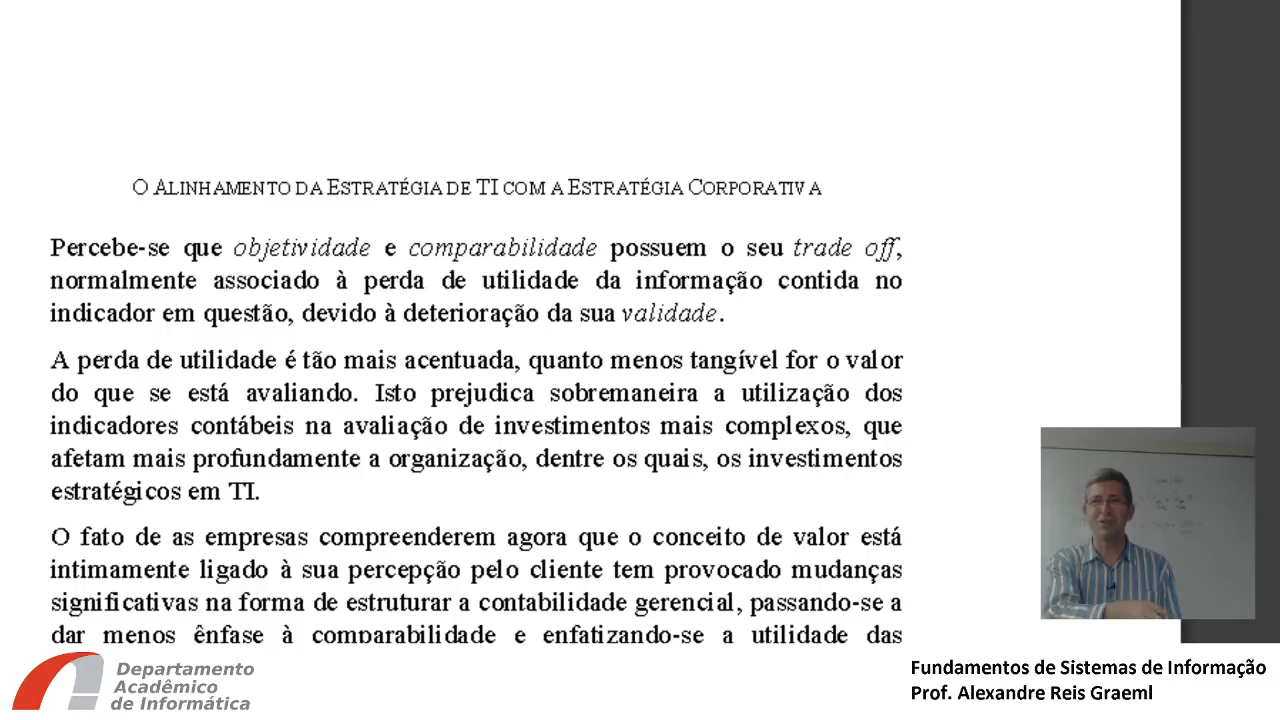 O ALINHAMENTO DA ESTRATÉGIA DE TI COM A ESTRATÉGIA CORPORATIVA
Percebe-se que objetividade e comparabilidade possuem o seu trade off,
normalmente associado à perda de utilidade da informação contida no
indicador em questão, devido à deterioração da sua validade.
A perda de utilidade é tão mais acentuada, quanto menos tangível for o valor
do que se está avaliando. Isto prejudica sobremaneira a utilização dos
indicadores contábeis na avaliação de investimentos mais complexos, que
afetam mais profundamente a organização, dentre os quais, os investimentos
estratégicos em TI.
O fato de as empresas compreenderem agora que o conceito de valor está
intimamente ligado à sua percepção pelo cliente tem provocado mudanças
significativas na forma de estruturar a contabilidade gerencial, passando-se a
dar menos ênfase à comparabilidade e enfatizando-se a utilidade das
Departamento
Acadêmico
de Informática
Fundamentos de Sistemas de Informação
Prof. Alexandre Reis Graeml